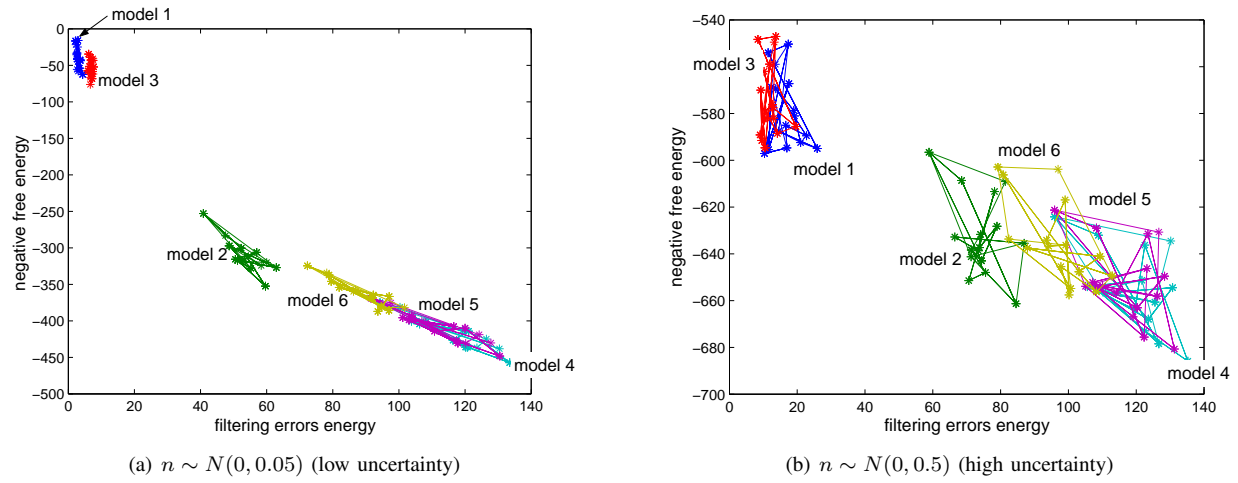 model 1
0
−50
−100
−150
−200
−250
−300
−350
−400
−450
−500
negative free energy
model 3
model 2
model 6
model 5
model 4
0 20 40 60 80 100 120 140
filtering errors energy
(a) n ∼ N(0, 0.05) (low uncertainty)
−540
−560
−580
−600
−620
−640
−660
−680
−700
negative free energy
model 3
model 1
model 6
model 5
model 2
model 4
0 20 40 60 80 100 120 140
filtering errors energy
(b) n ∼ N(0, 0.5) (high uncertainty)